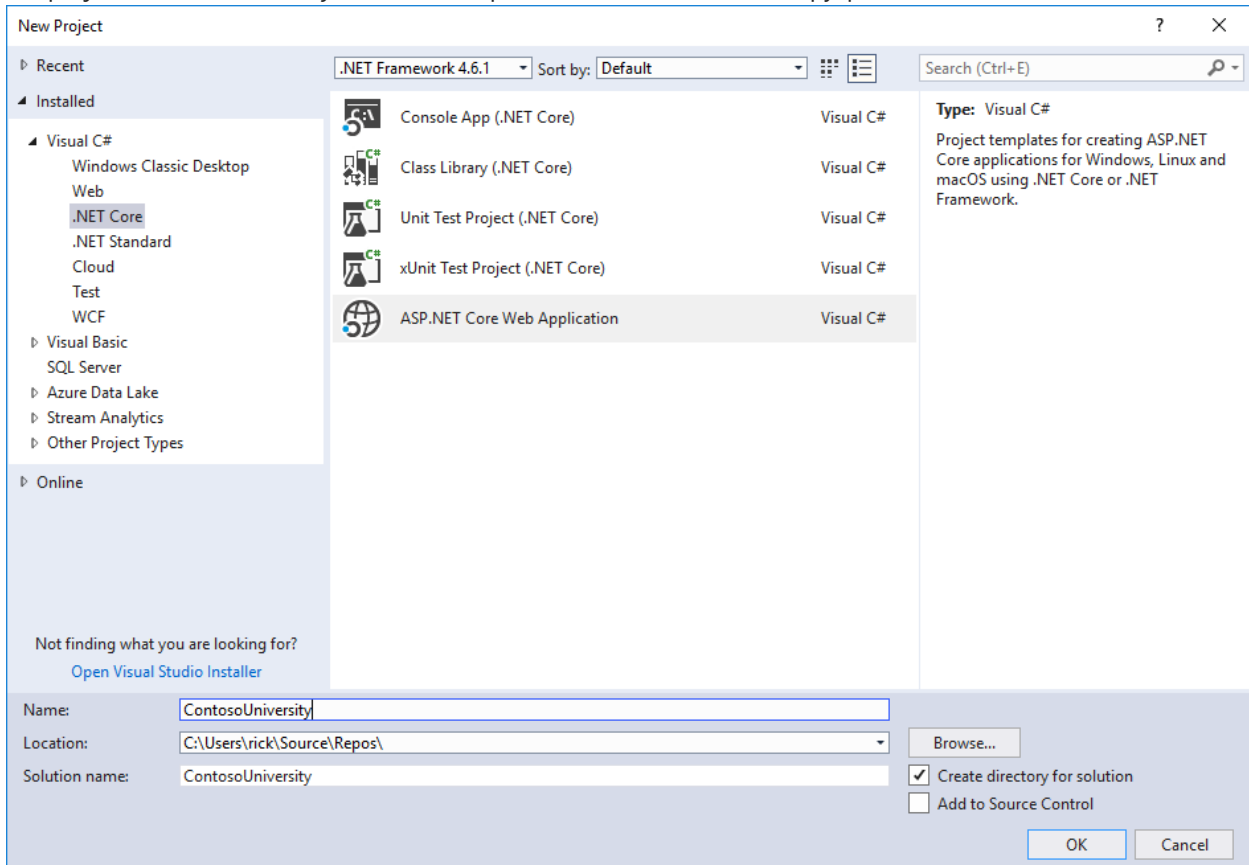 New Project
Recent
Installed
Visual C#
Windows Classic Desktop
Web
.NET Core
.NET Standard
Cloud
Test
WCF
Visual Basic
SQL Server
Azure Data Lake
Stream Analytics
Other Project Types
Online
Not finding what you are looking for?
Open Visual Studio Installer
.NET Framework 4.6.1 Sort by: Default
Console App (.NET Core) Visual C#
Class Library (.NET Core) Visual C#
Unit Test Project (.NET Core) Visual C#
xUnit Test Project (.NET Core) Visual C#
ASP.NET Core Web Application Visual C#
Search (Ctrl+E)
Type: Visual C#
Project templates for creating ASP.NET
Core applications for Windows, Linux and
macOS using .NET Core or .NET
Framework.
Name: ContosoUniversity
Location: C:\Users\rick\Source\Repos\ Browse...
Solution name: ContosoUniversity
Create directory for solution
Add to Source Control
OK Cancel